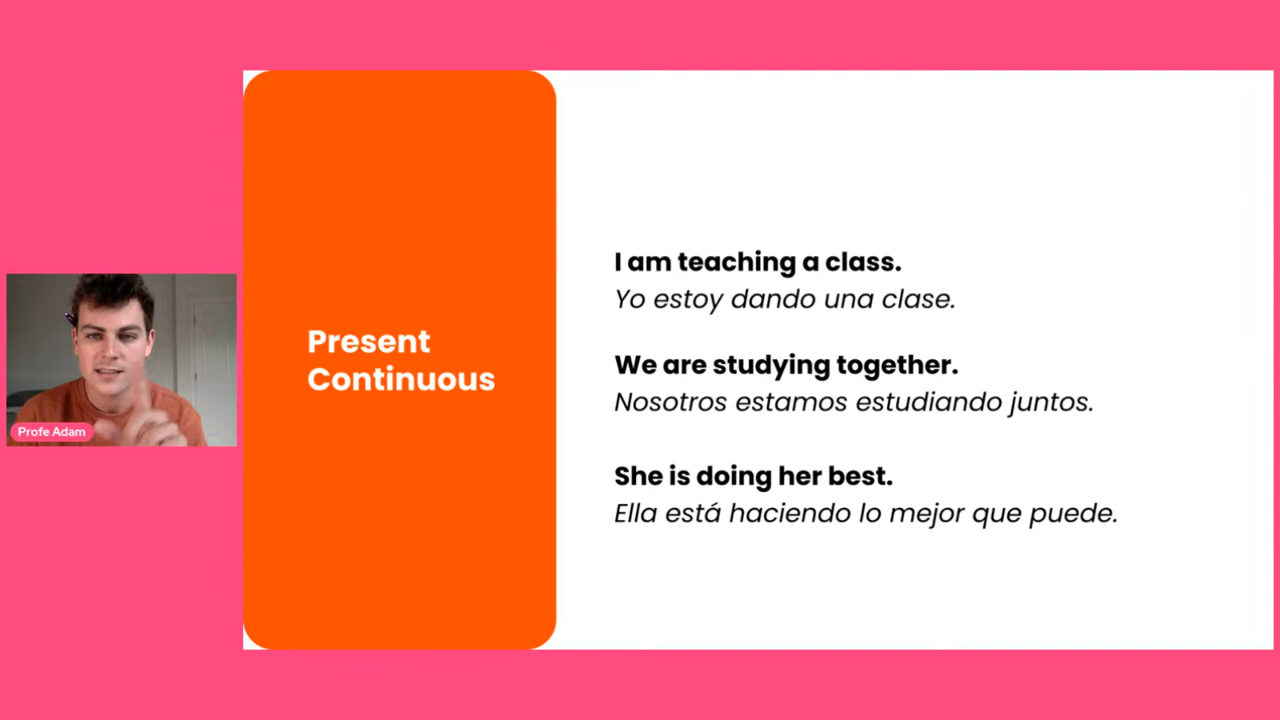 Profe Adam
Present
Continuous
I am teaching a class.
Yo estoy dando una clase.
We are studying together.
Nosotros estamos estudiando juntos.
She is doing her best.
Ella está haciendo lo mejor que puede.